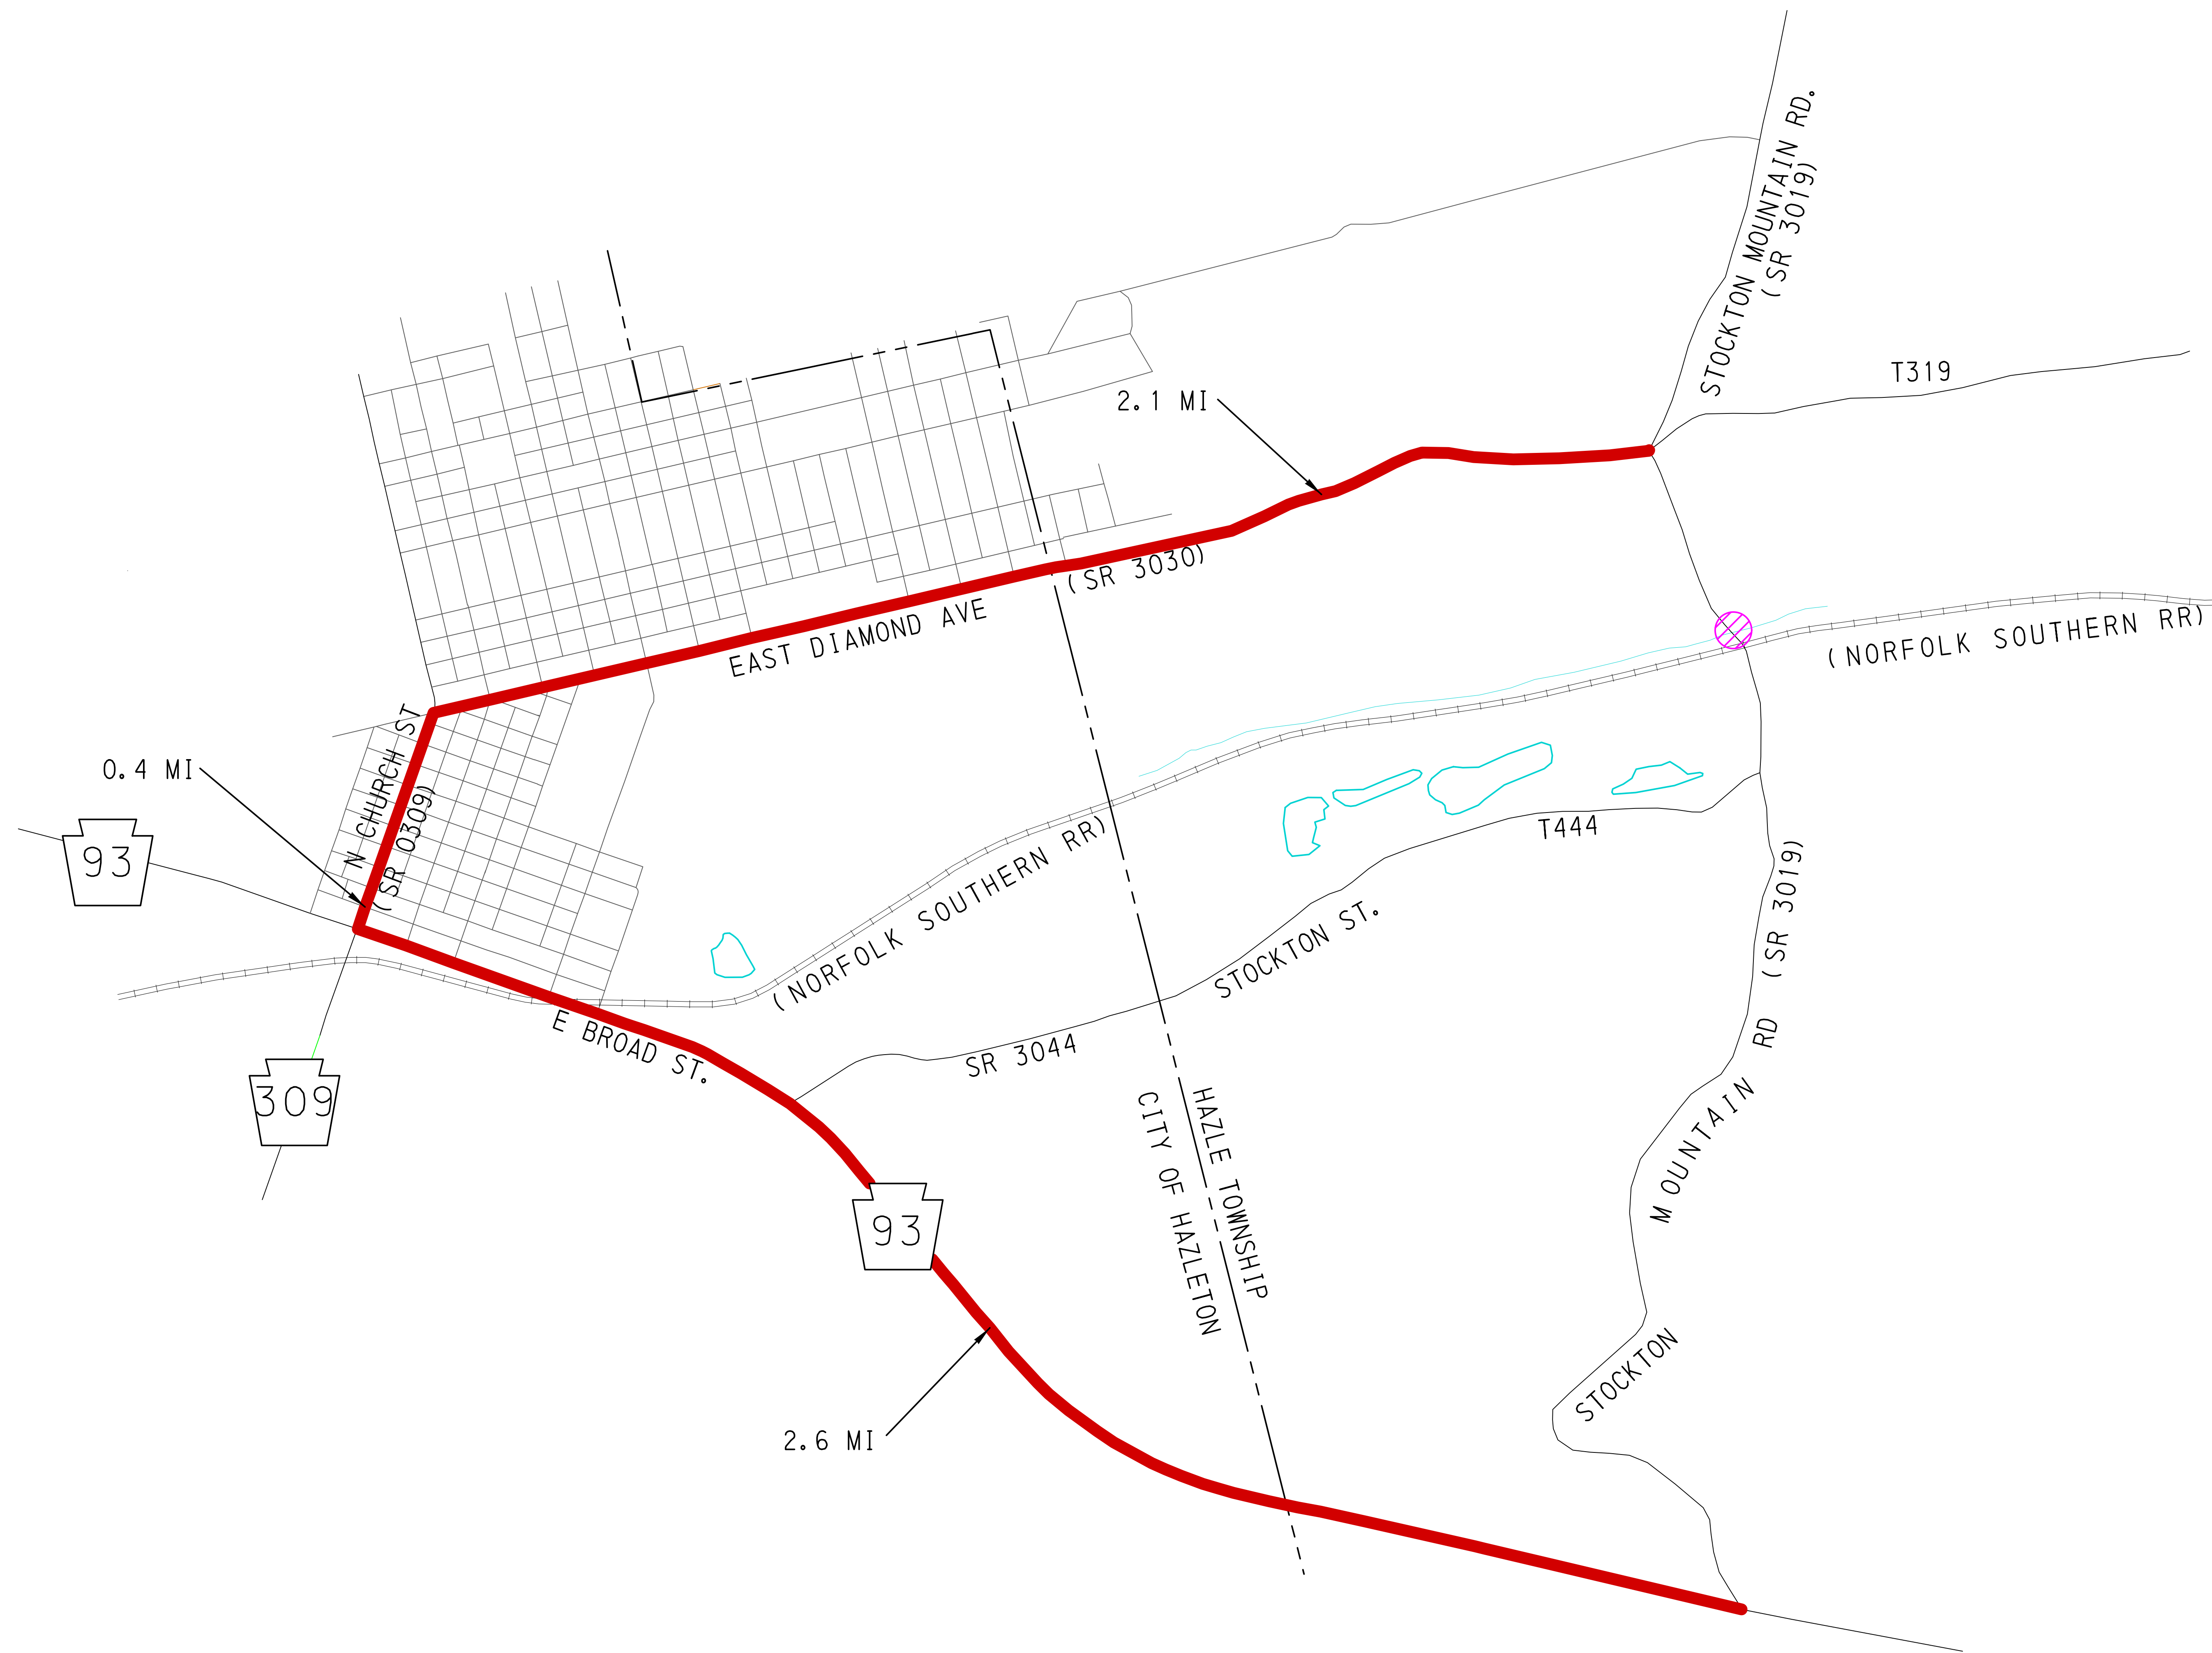 STOCKTON MOUNTAIN RD.
(SR 3019)
T319
2.1 MI
(SR 3030)
EAST DIAMOND AVE
(NORFOLK SOUTHERN RR)
N CHURCH ST
(SR 0309)
0.4 MI
93
T444
(NORFOLK SOUTHERN RR)
STOCKTON ST.
SR 3044
E BROAD ST.
309
STOCKTON MOUNTAIN RD (SR 3019)
HAZLE TOWNSHIP
CITY OF HAZLETON
93
2.6 MI